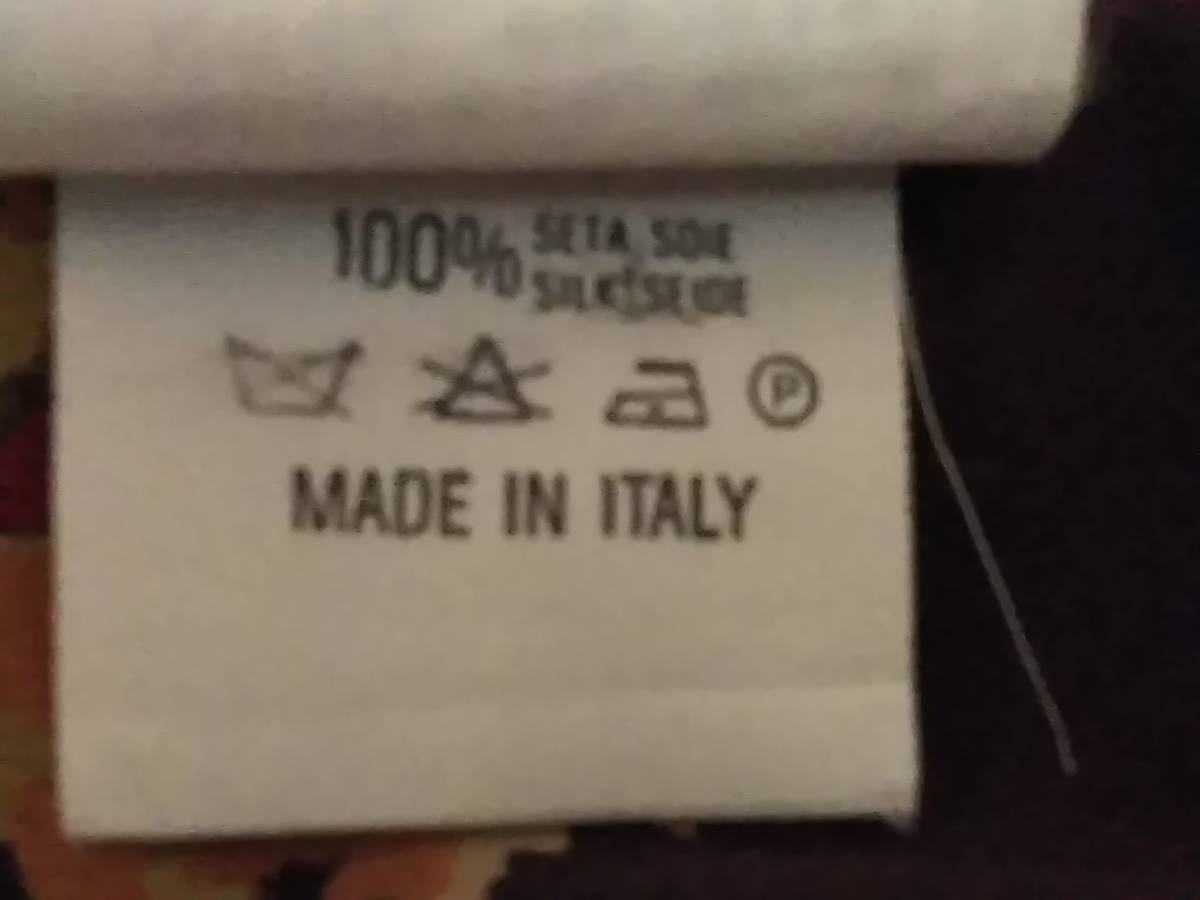 100% SETA, SOIE
SILK, SEIDE
P
MADE IN ITALY